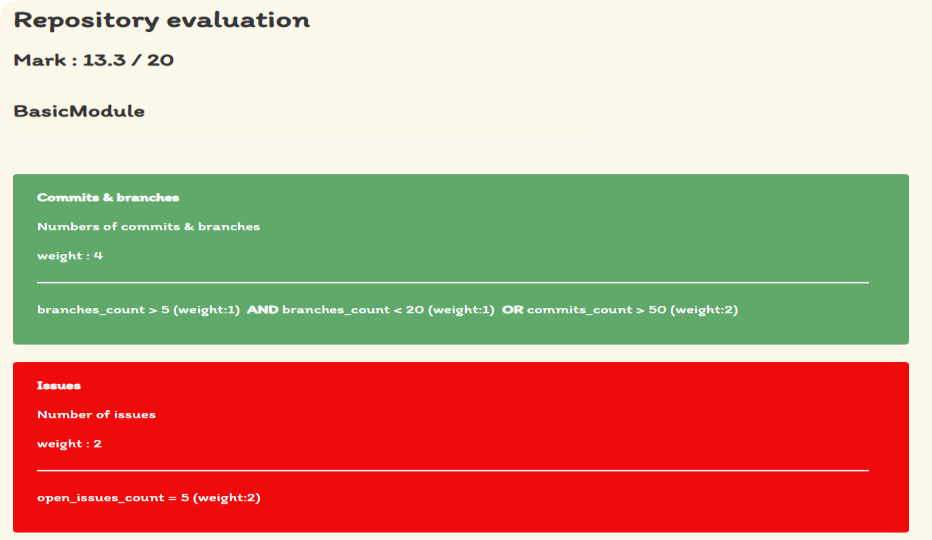 Repository evaluation
Mark : 13.3 / 20
BasicModule
Commits & branches
Numbers of commits & branches
weight : 4
branches_count > 5 (weight:1) AND branches_count < 20 (weight:1) OR commits_count > 50 (weight:2)
Issues
Number of issues
weight : 2
open_issues_count = 5 (weight:2)